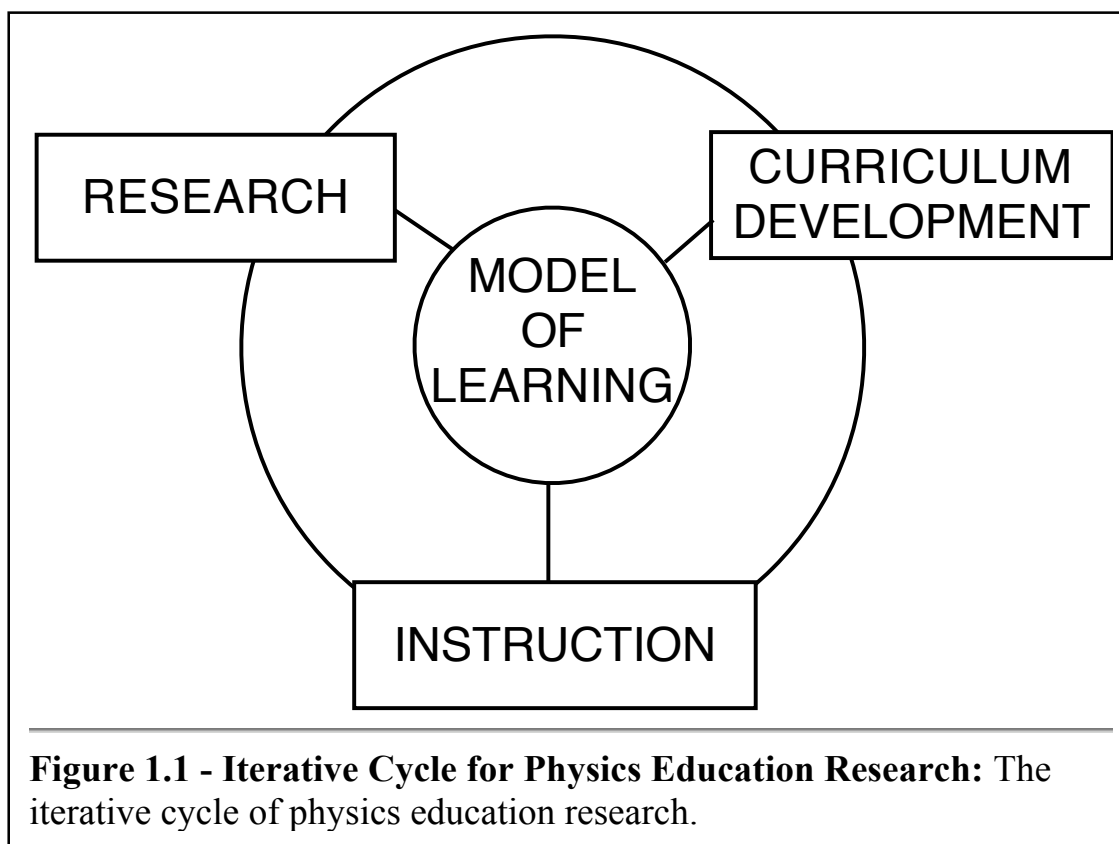 RESEARCH
CURRICULUM
DEVELOPMENT
MODEL
OF
LEARNING
INSTRUCTION
Figure 1.1 - Iterative Cycle for Physics Education Research: The
iterative cycle of physics education research.